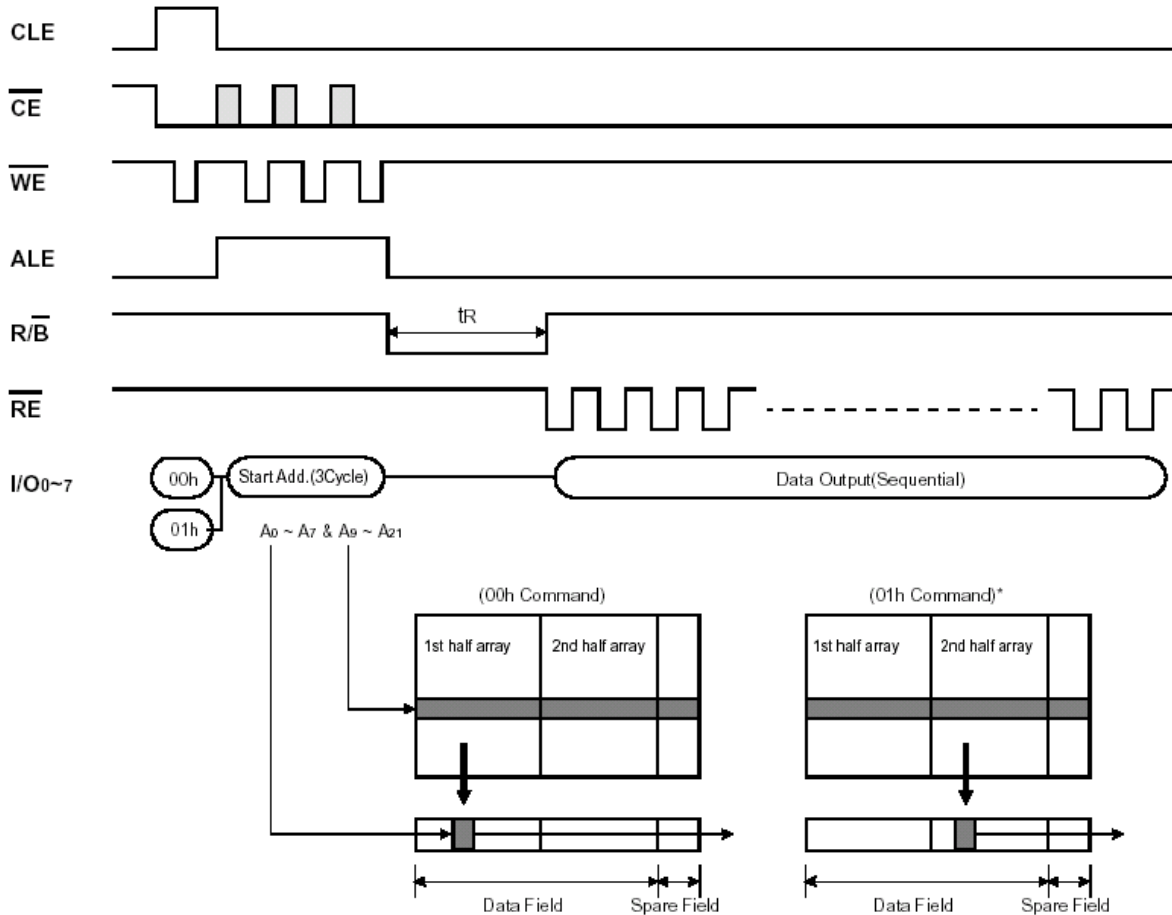 CLE
CE
WE
ALE
R/B
tR
RE
I/O0~7
00h
Start Add.(3Cycle)
Data Output(Sequential)
01h
A0 ~ A7 & A9 ~ A21
(00h Command)
(01h Command)*
1st half array
2nd half array
1st half array
2nd half array
Data Field
Spare Field
Data Field
Spare Field